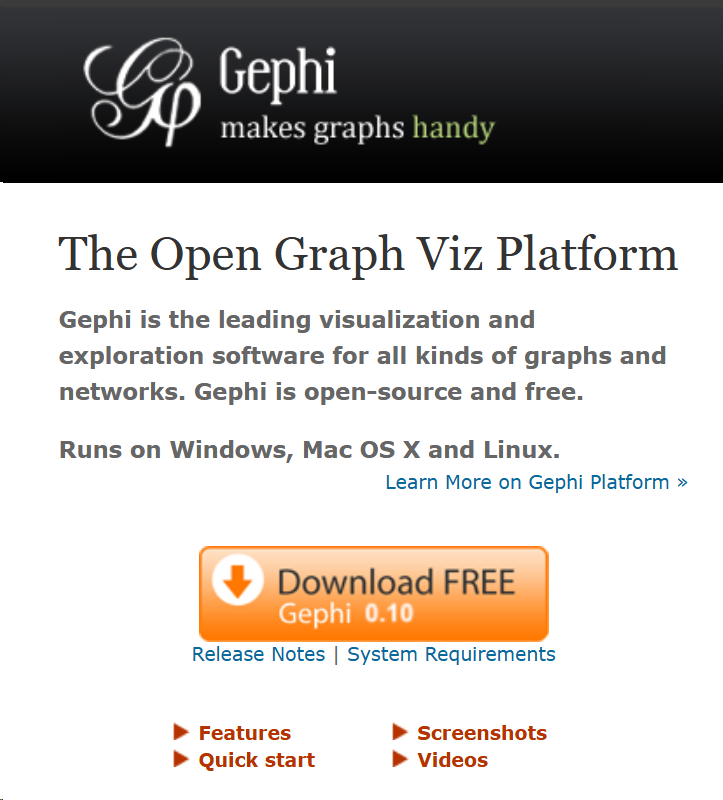 Gephi
makes graphs handy
The Open Graph Viz Platform
Gephi is the leading visualization and
exploration software for all kinds of graphs and
networks. Gephi is open-source and free.
Runs on Windows, Mac OS X and Linux.
Learn More on Gephi Platform »
Download FREE
Gephi 0.10
Release Notes | System Requirements
Features
Screenshots
Quick start
Videos